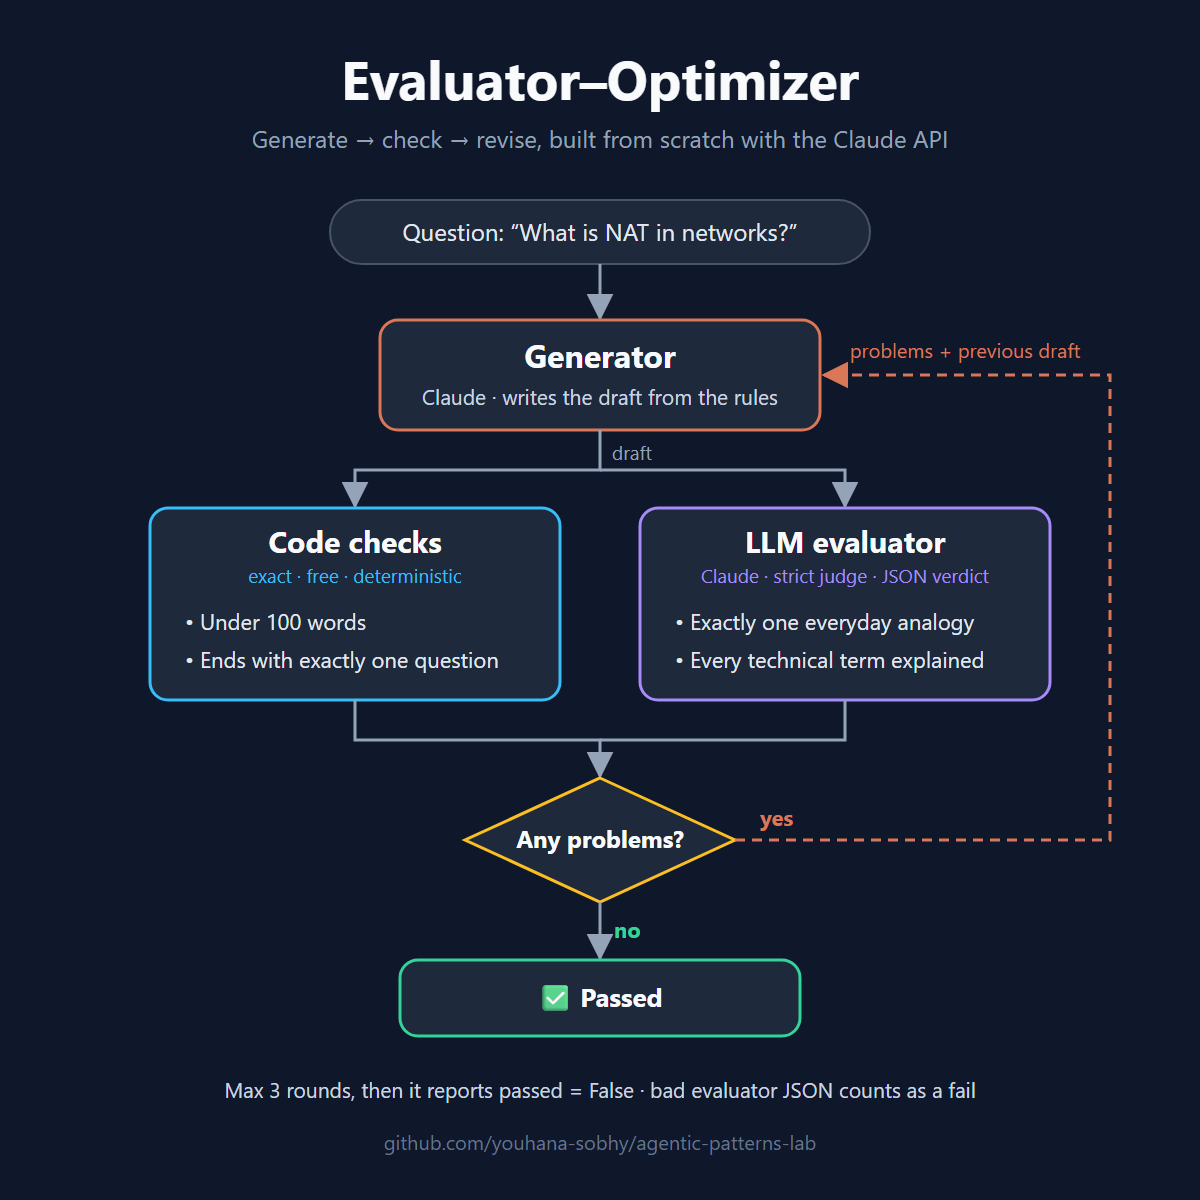 Evaluator–Optimizer
Generate → check → revise, built from scratch with the Claude API
Question: “What is NAT in networks?”
Generator
Claude · writes the draft from the rules
problems + previous draft
draft
Code checks
exact · free · deterministic
• Under 100 words
• Ends with exactly one question
LLM evaluator
Claude · strict judge · JSON verdict
• Exactly one everyday analogy
• Every technical term explained
Any problems?
yes
no
✅ Passed
Max 3 rounds, then it reports passed = False · bad evaluator JSON counts as a fail
github.com/youhana-sobhy/agentic-patterns-lab